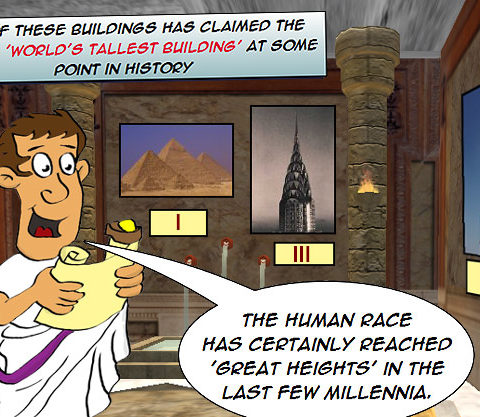 F THESE BUILDINGS HAS CLAIMED THE
'WORLD'S TALLEST BUILDING' AT SOME
POINT IN HISTORY
I
III
THE HUMAN RACE
HAS CERTAINLY REACHED
'GREAT HEIGHTS' IN THE
LAST FEW MILLENNIA.